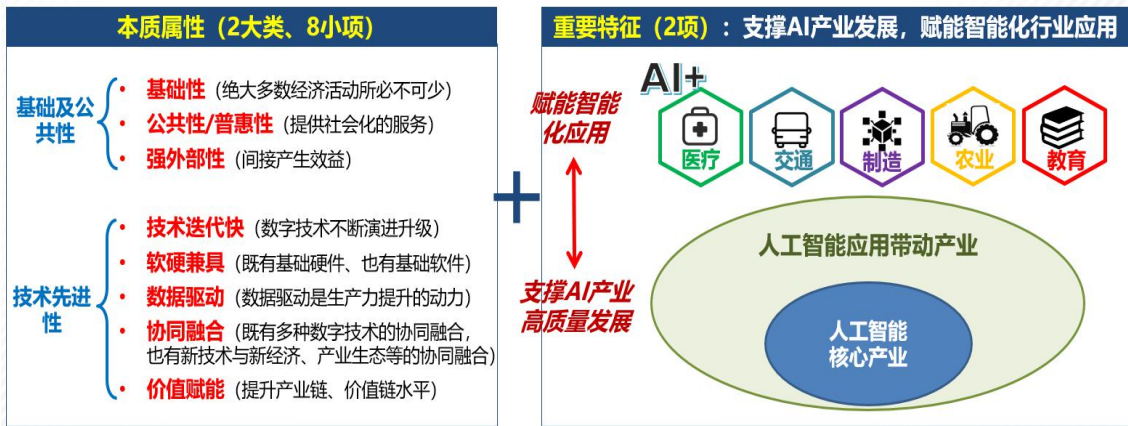 本质属性（2大类、8小项）
基础及公
共性
• 基础性（绝大多数经济活动所必不可少）
• 公共性/普惠性（提供社会化的服务）
• 强外部性（间接产生效益）
技术先进
性
• 技术迭代快（数字技术不断演进升级）
• 软硬兼具（既有基础硬件、也有基础软件）
• 数据驱动（数据驱动是生产力提升的动力）
• 协同融合（既有多种数字技术的协同融合，
也有新技术与新经济、产业生态等的协同融合）
• 价值赋能（提升产业链、价值链水平）
+
重要特征（2项）：支撑AI产业发展，赋能智能化行业应用
赋能智能
化应用
支撑AI产业
高质量发展
AI+
医疗
交通
制造
农业
教育
人工智能应用带动产业
人工智能
核心产业